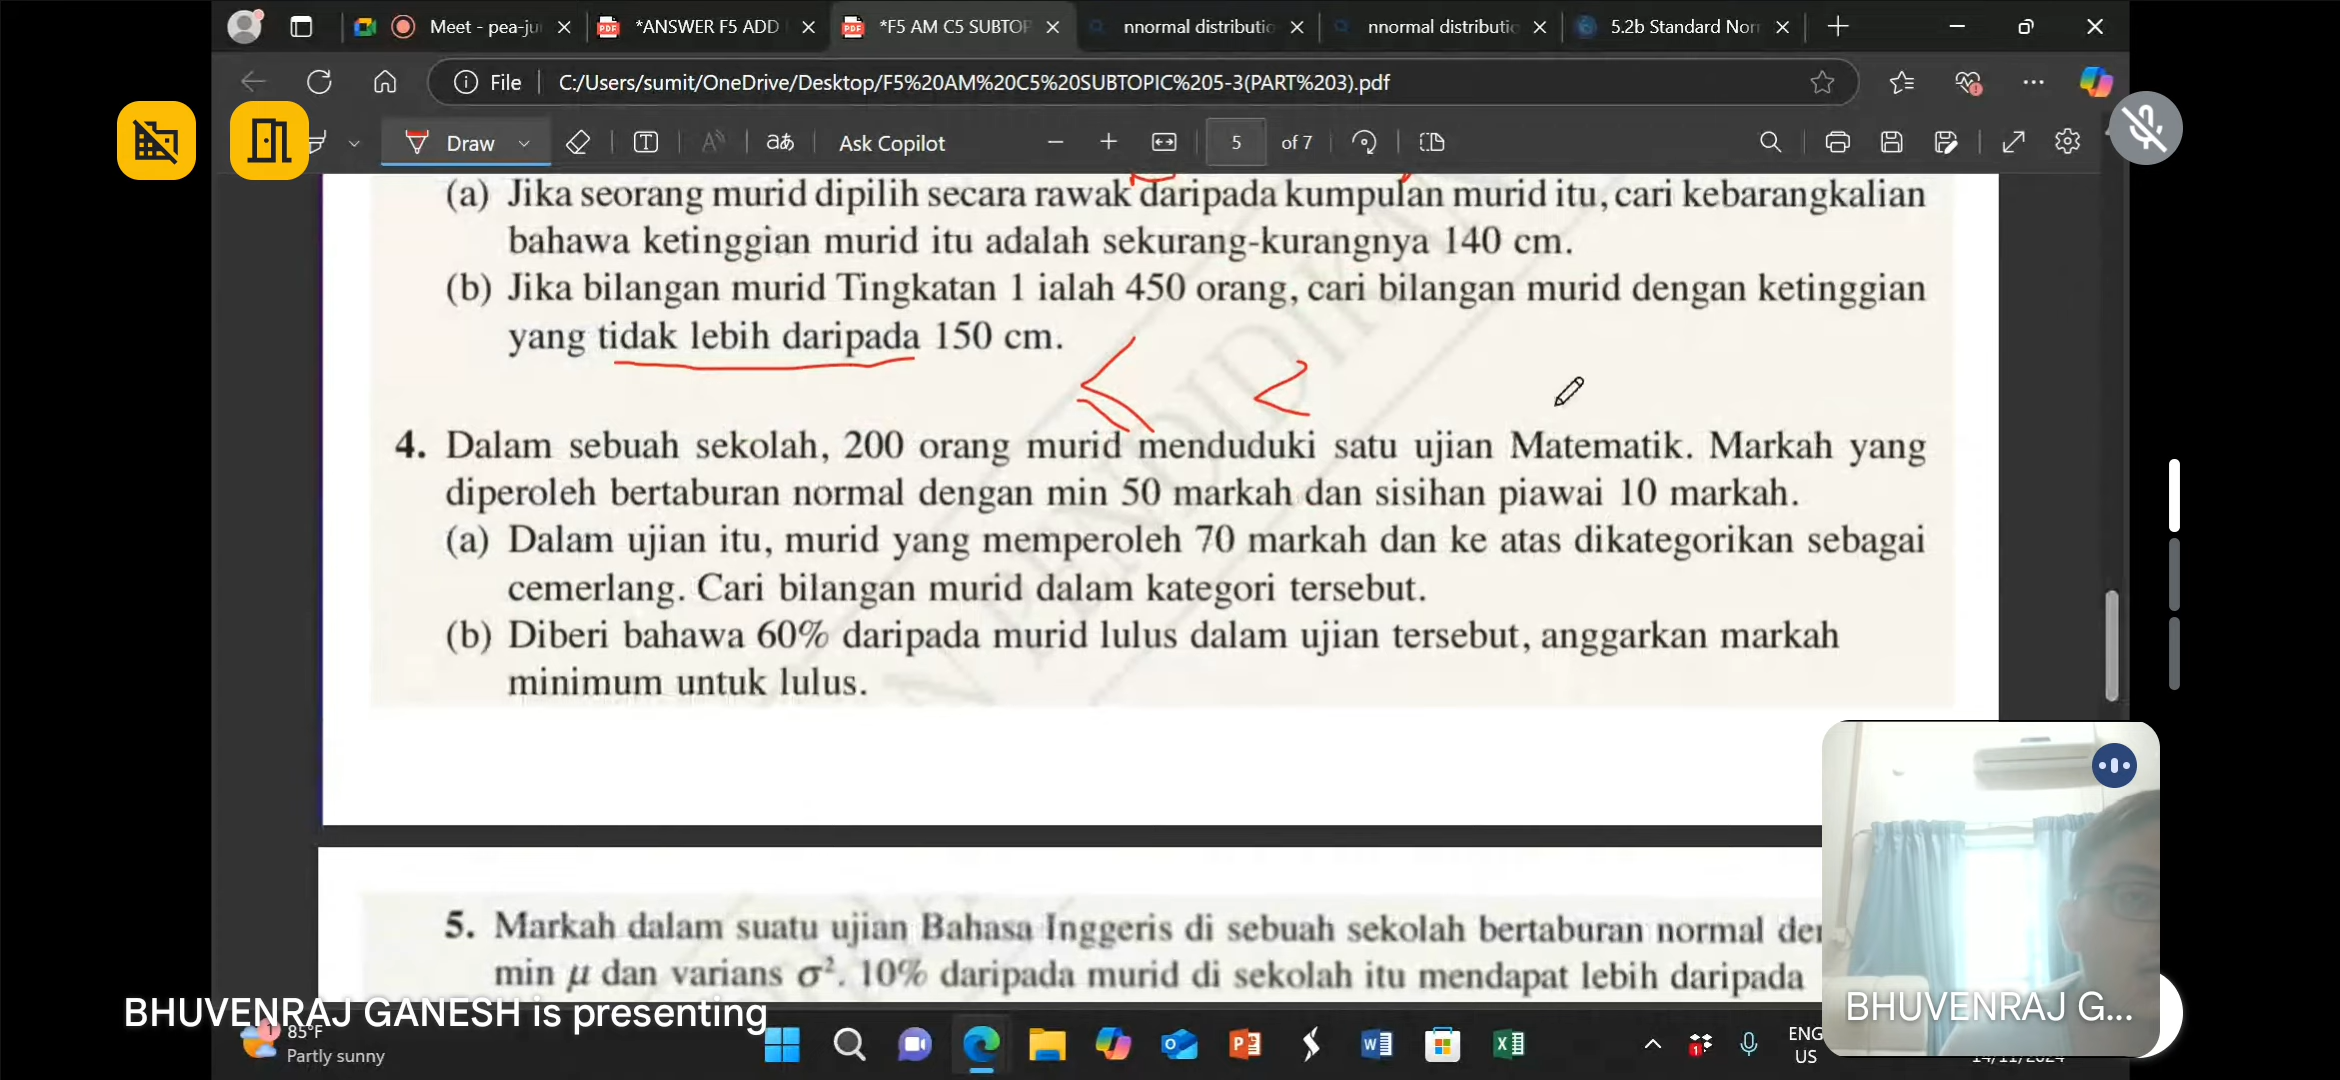 Meet - pea-ju
*ANSWER F5 ADD
*F5 AM C5 SUBTOP
nnormal distributio
nnormal distributio
5.2b Standard Nor
File
C:/Users/sumit/OneDrive/Desktop/F5%20AM%20C5%20SUBTOPIC%205-3(PART%203).pdf
Draw
Ask Copilot
5 of 7
(a) Jika seorang murid dipilih secara rawak daripada kumpulan murid itu, cari kebarangkalian
bahawa ketinggian murid itu adalah sekurang-kurangnya 140 cm.
(b) Jika bilangan murid Tingkatan 1 ialah 450 orang, cari bilangan murid dengan ketinggian
yang tidak lebih daripada 150 cm.
4. Dalam sebuah sekolah, 200 orang murid menduduki satu ujian Matematik. Markah yang
diperoleh bertaburan normal dengan min 50 markah dan sisihan piawai 10 markah.
(a) Dalam ujian itu, murid yang memperoleh 70 markah dan ke atas dikategorikan sebagai
cemerlang. Cari bilangan murid dalam kategori tersebut.
(b) Diberi bahawa 60% daripada murid lulus dalam ujian tersebut, anggarkan markah
minimum untuk lulus.
5. Markah dalam suatu ujian Bahasa Inggeris di sebuah sekolah bertaburan normal
min μ dan varians σ². 10% daripada murid di sekolah itu mendapat lebih daripada
BHUVENRAJ GANESH is presenting
BHUVENRAJ G...
85°F
Partly sunny
ENG
US